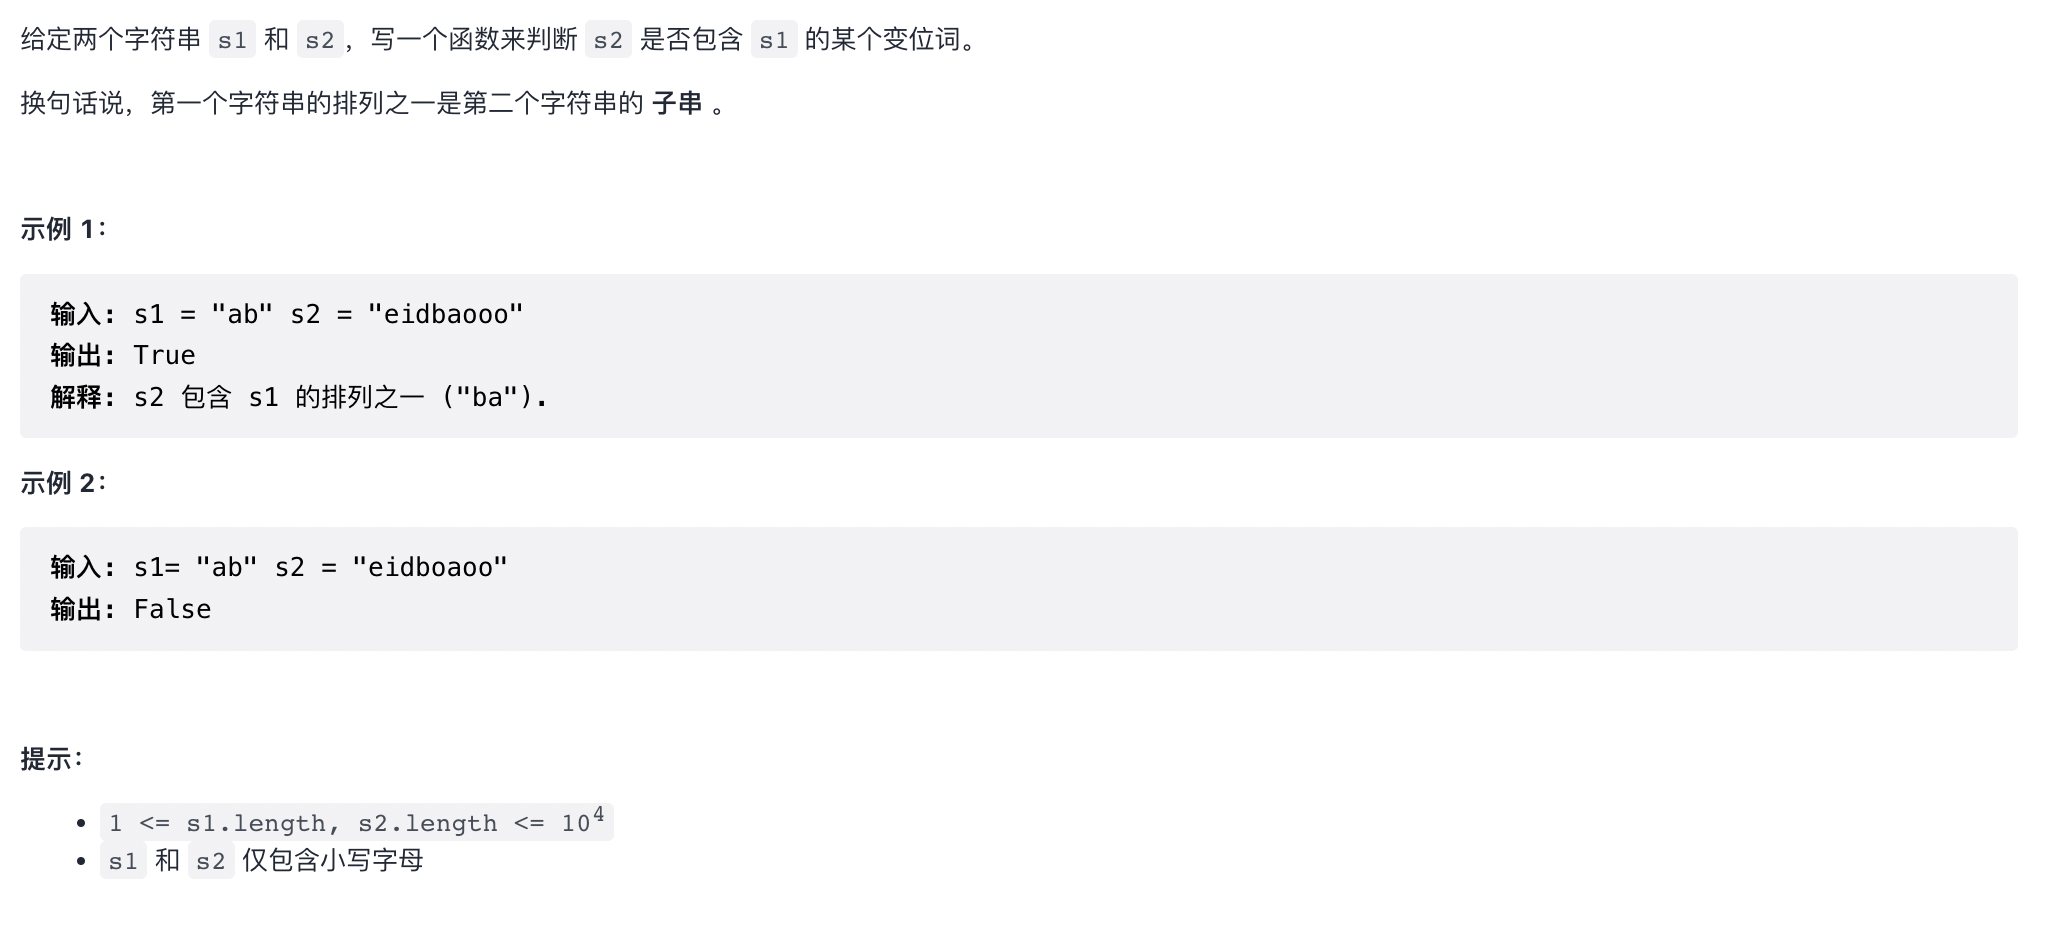 给定两个字符串 s1 和 s2，写一个函数来判断 s2 是否包含 s1 的某个变位词。
换句话说，第一个字符串的排列之一是第二个字符串的 子串 。
示例 1：
输入: s1 = "ab" s2 = "eidbaooo"
输出: True
解释: s2 包含 s1 的排列之一 ("ba").
示例 2：
输入: s1= "ab" s2 = "eidboaoo"
输出: False
提示：
• 1 <= s1.length, s2.length <= 10⁴
• s1 和 s2 仅包含小写字母